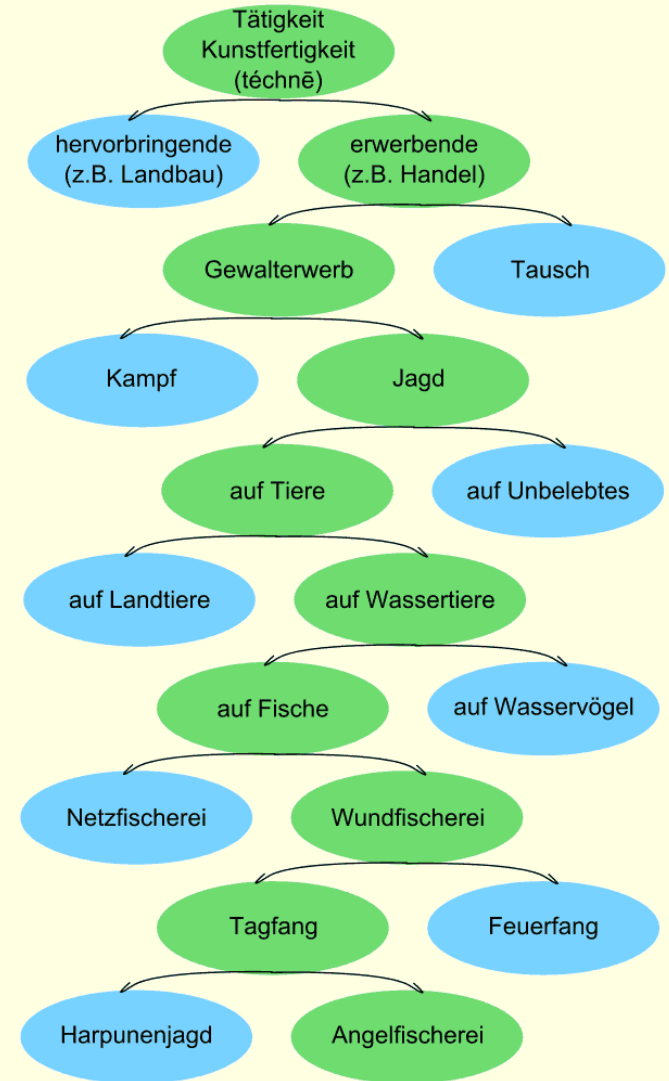 Tätigkeit
Kunstfertigkeit
(téchnē)
hervorbringende
(z.B. Landbau)
erwerbende
(z.B. Handel)
Gewalterwerb
Tausch
Kampf
Jagd
auf Tiere
auf Unbelebtes
auf Landtiere
auf Wassertiere
auf Fische
auf Wasservögel
Netzfischerei
Wundfischerei
Tagfang
Feuerfang
Harpunenjagd
Angelfischerei